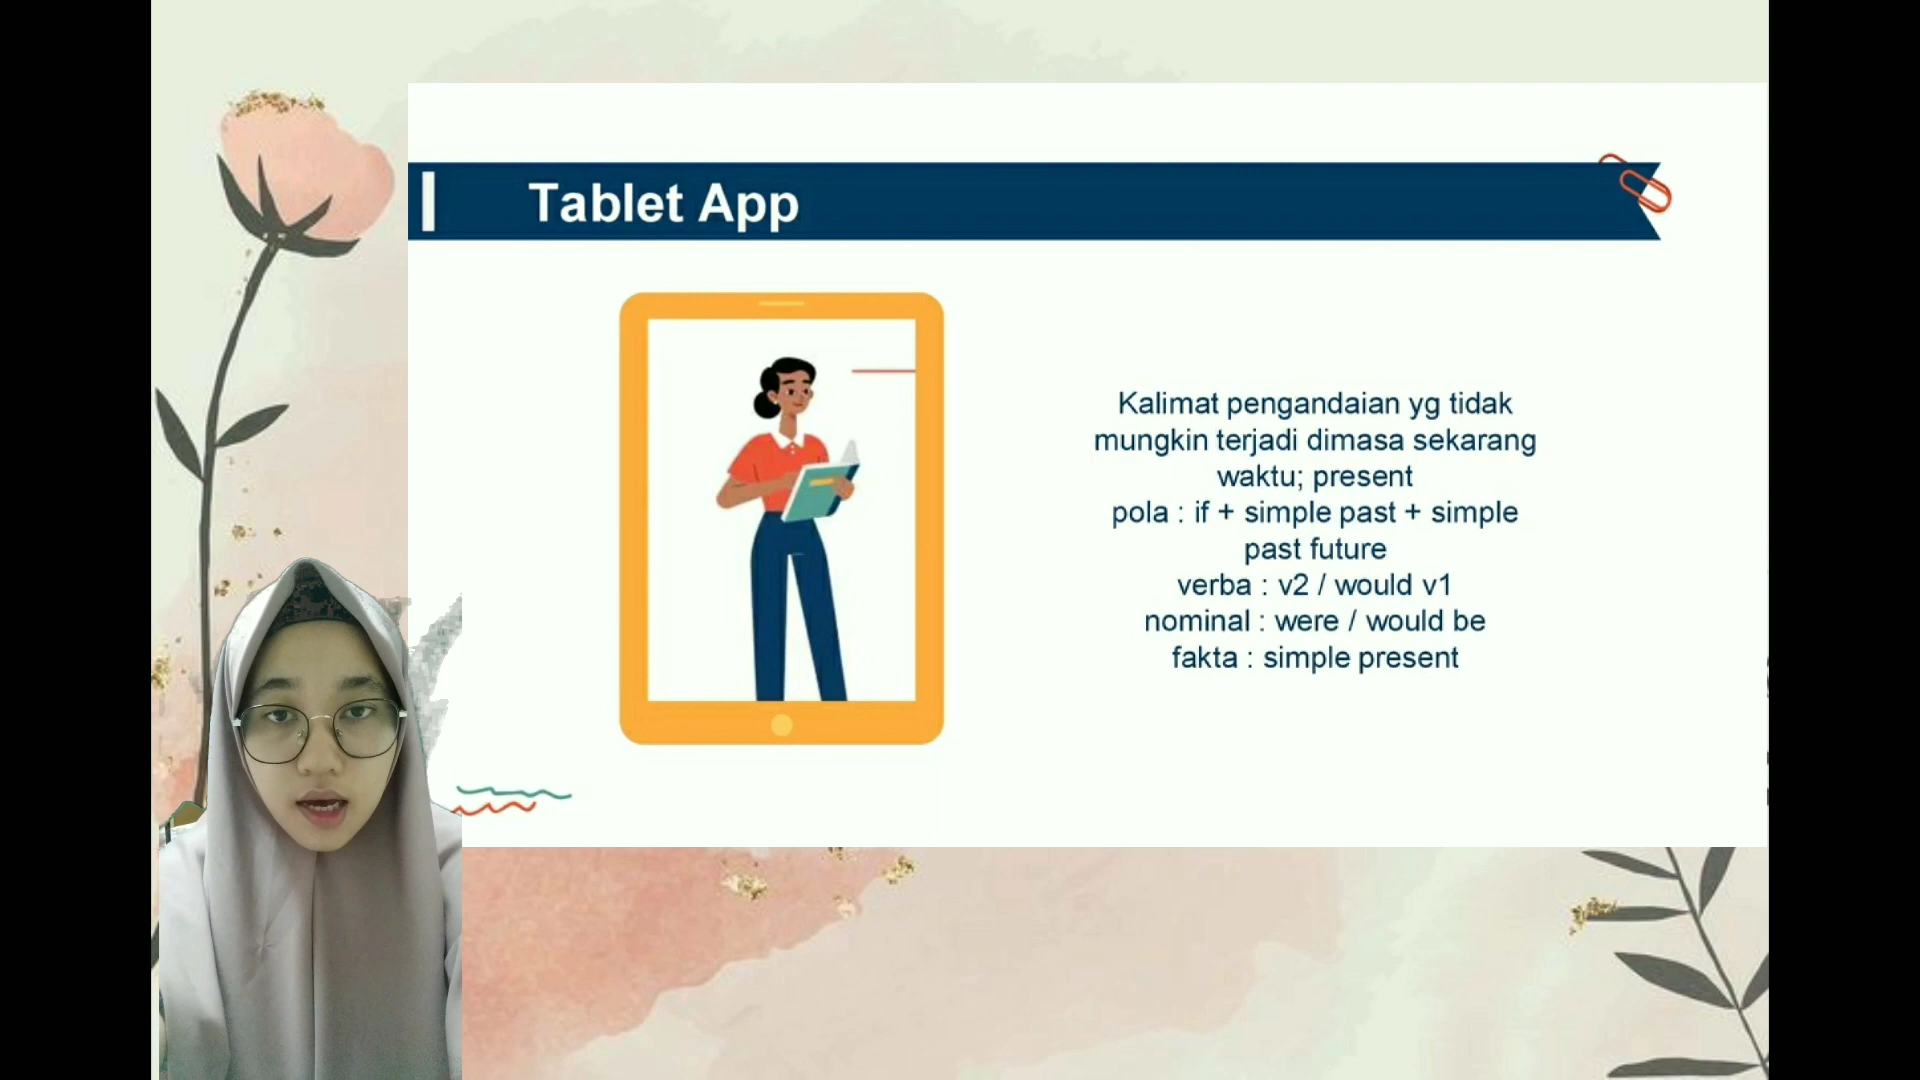 Tablet App
Kalimat pengandaian yg tidak
mungkin terjadi dimasa sekarang
waktu; present
pola : if + simple past + simple
past future
verba : v2 / would v1
nominal : were / would be
fakta : simple present